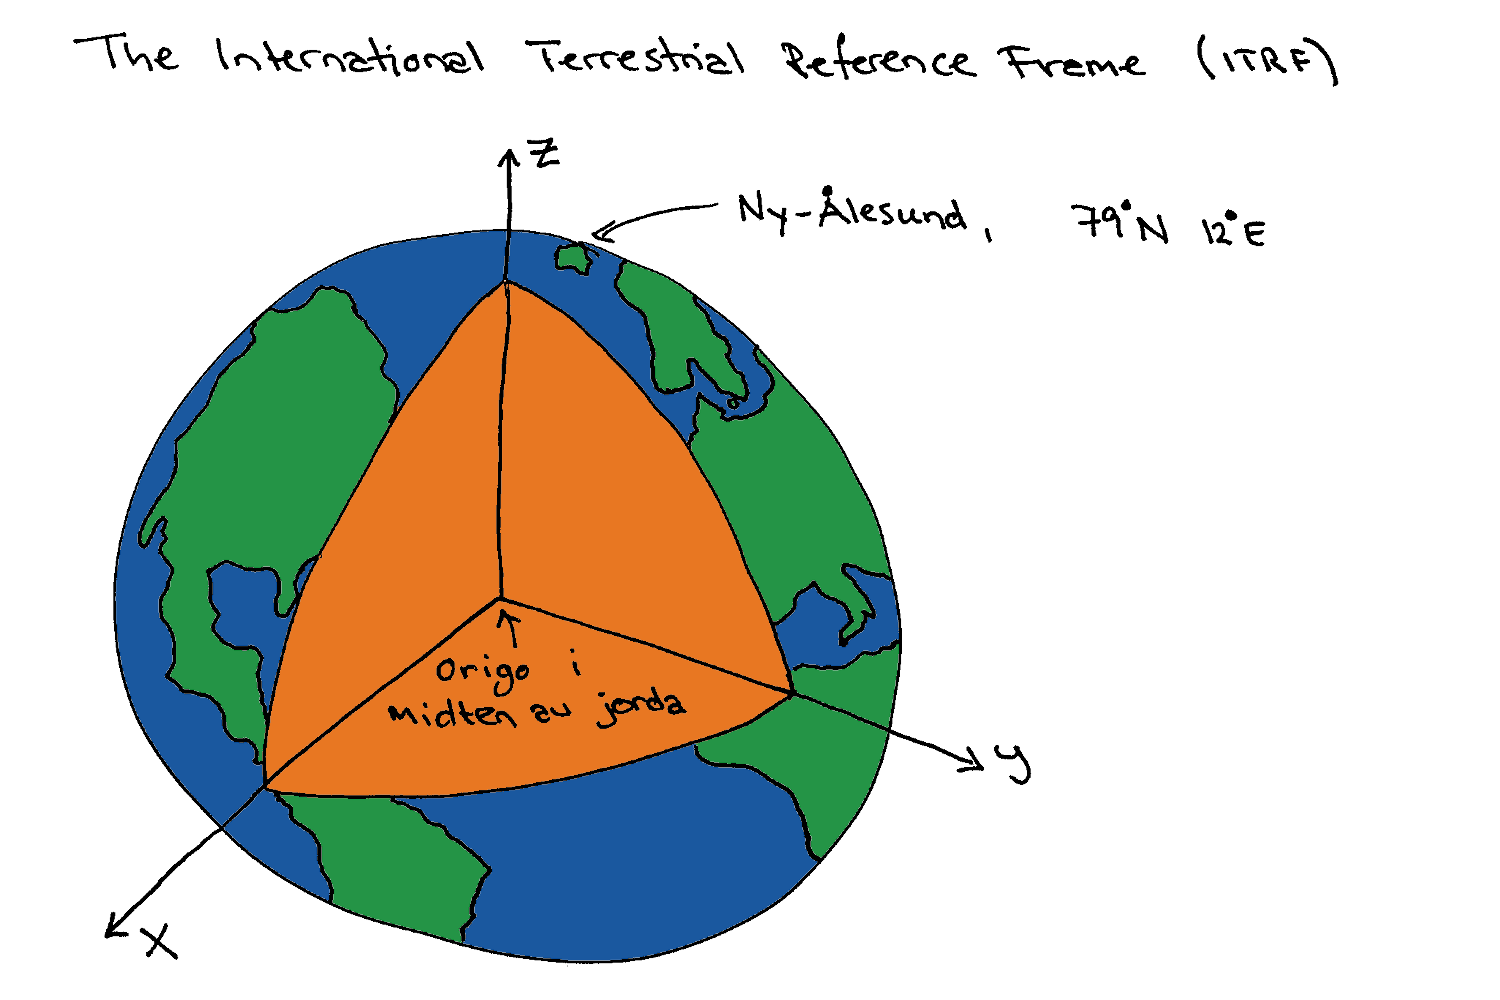 The International Terrestrial Reference Frame (ITRF)
Z
Ny-Ålesund, 79°N 12°E
Origo i
midten av jorda
y
X